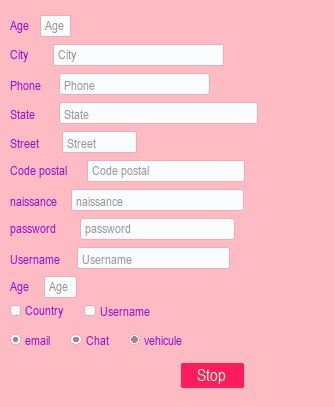 Age Age
City City
Phone Phone
State State
Street Street
Code postal Code postal
naissance naissance
password password
Username Username
Age Age
Country Username
email Chat vehicule
Stop